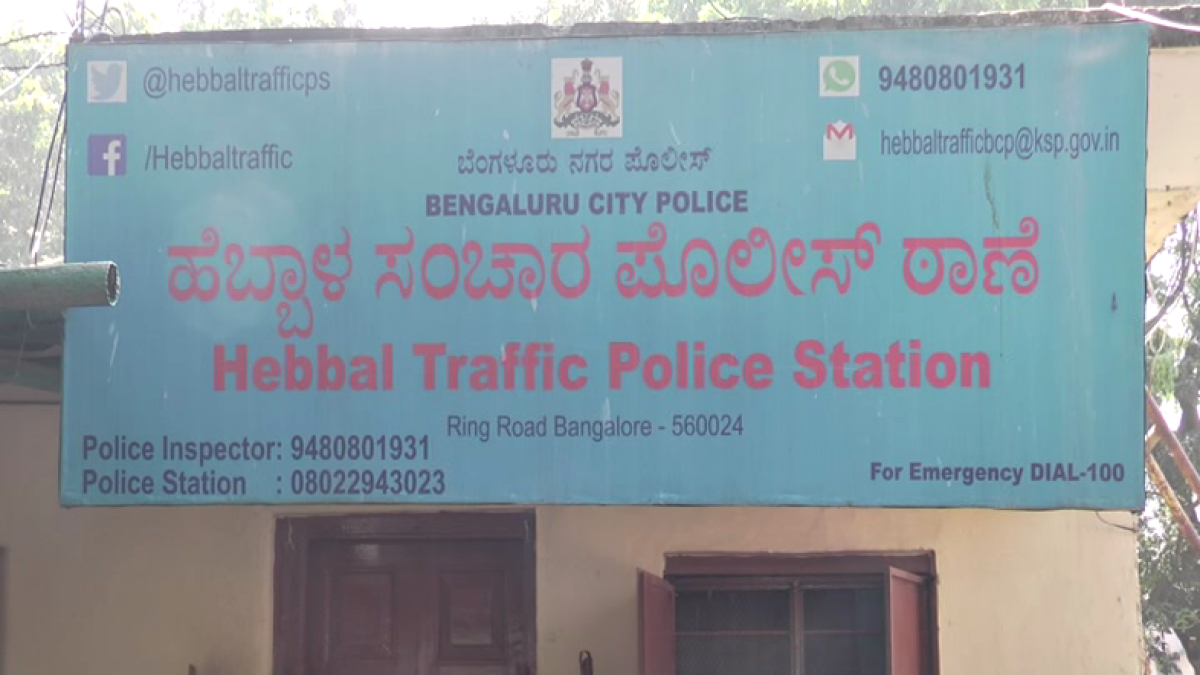 @hebbaltrafficps
9480801931
/Hebbaltraffic
hebbaltrafficbcp@ksp.gov.in
ಬೆಂಗಳೂರು ನಗರ ಪೊಲೀಸ್
BENGALURU CITY POLICE
ಹೆಬ್ಬಾಳ ಸಂಚಾರ ಪೊಲೀಸ್ ಠಾಣೆ
Hebbal Traffic Police Station
Ring Road Bangalore - 560024
Police Inspector: 9480801931
Police Station : 08022943023
For Emergency DIAL-100